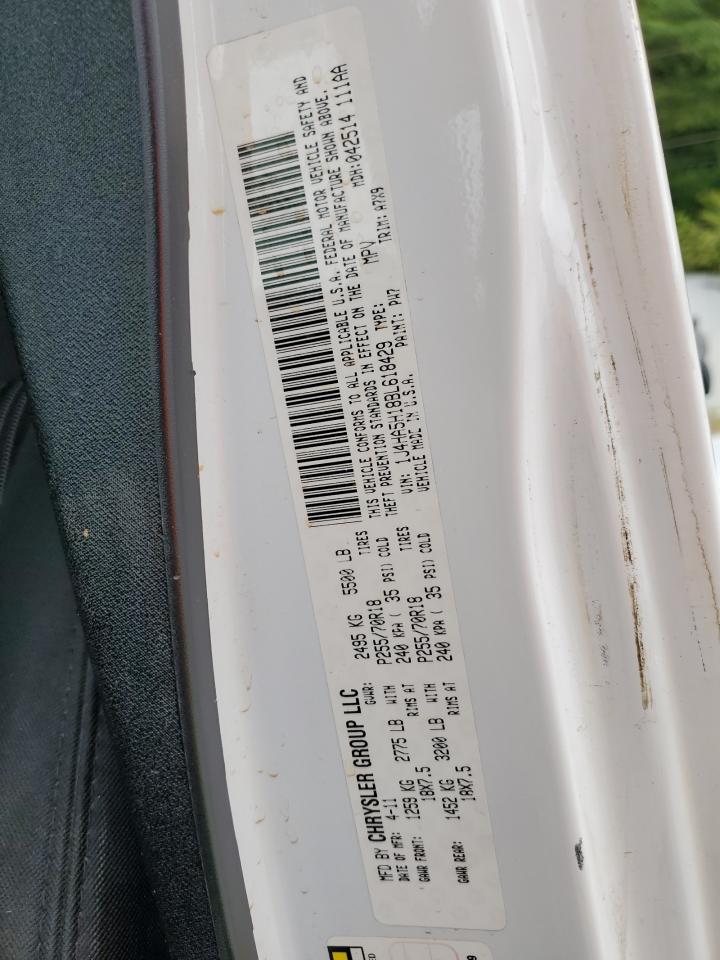 MFD BY CHRYSLER GROUP LLC
DATE OF MFR: 4-11 GVWR: 2495 KG 5500 LB
GAWR FRONT: 1259 KG 2775 LB WITH P255/70R18 TIRES
18X7.5 RIMS AT 240 KPA ( 35 PSI) COLD
GAWR REAR: 1452 KG 3200 LB WITH P255/70R18 TIRES
18X7.5 RIMS AT 240 KPA ( 35 PSI) COLD
THIS VEHICLE CONFORMS TO ALL APPLICABLE U.S.A. FEDERAL MOTOR VEHICLE SAFETY AND
THEFT PREVENTION STANDARDS IN EFFECT ON THE DATE OF MANUFACTURE SHOWN ABOVE.
VIN: 1J4HA5H18BL618429 TYPE: MPV MDH:042514 111AA
VEHICLE MADE IN U.S.A. PAINT: PW7 TRIM: A7X9